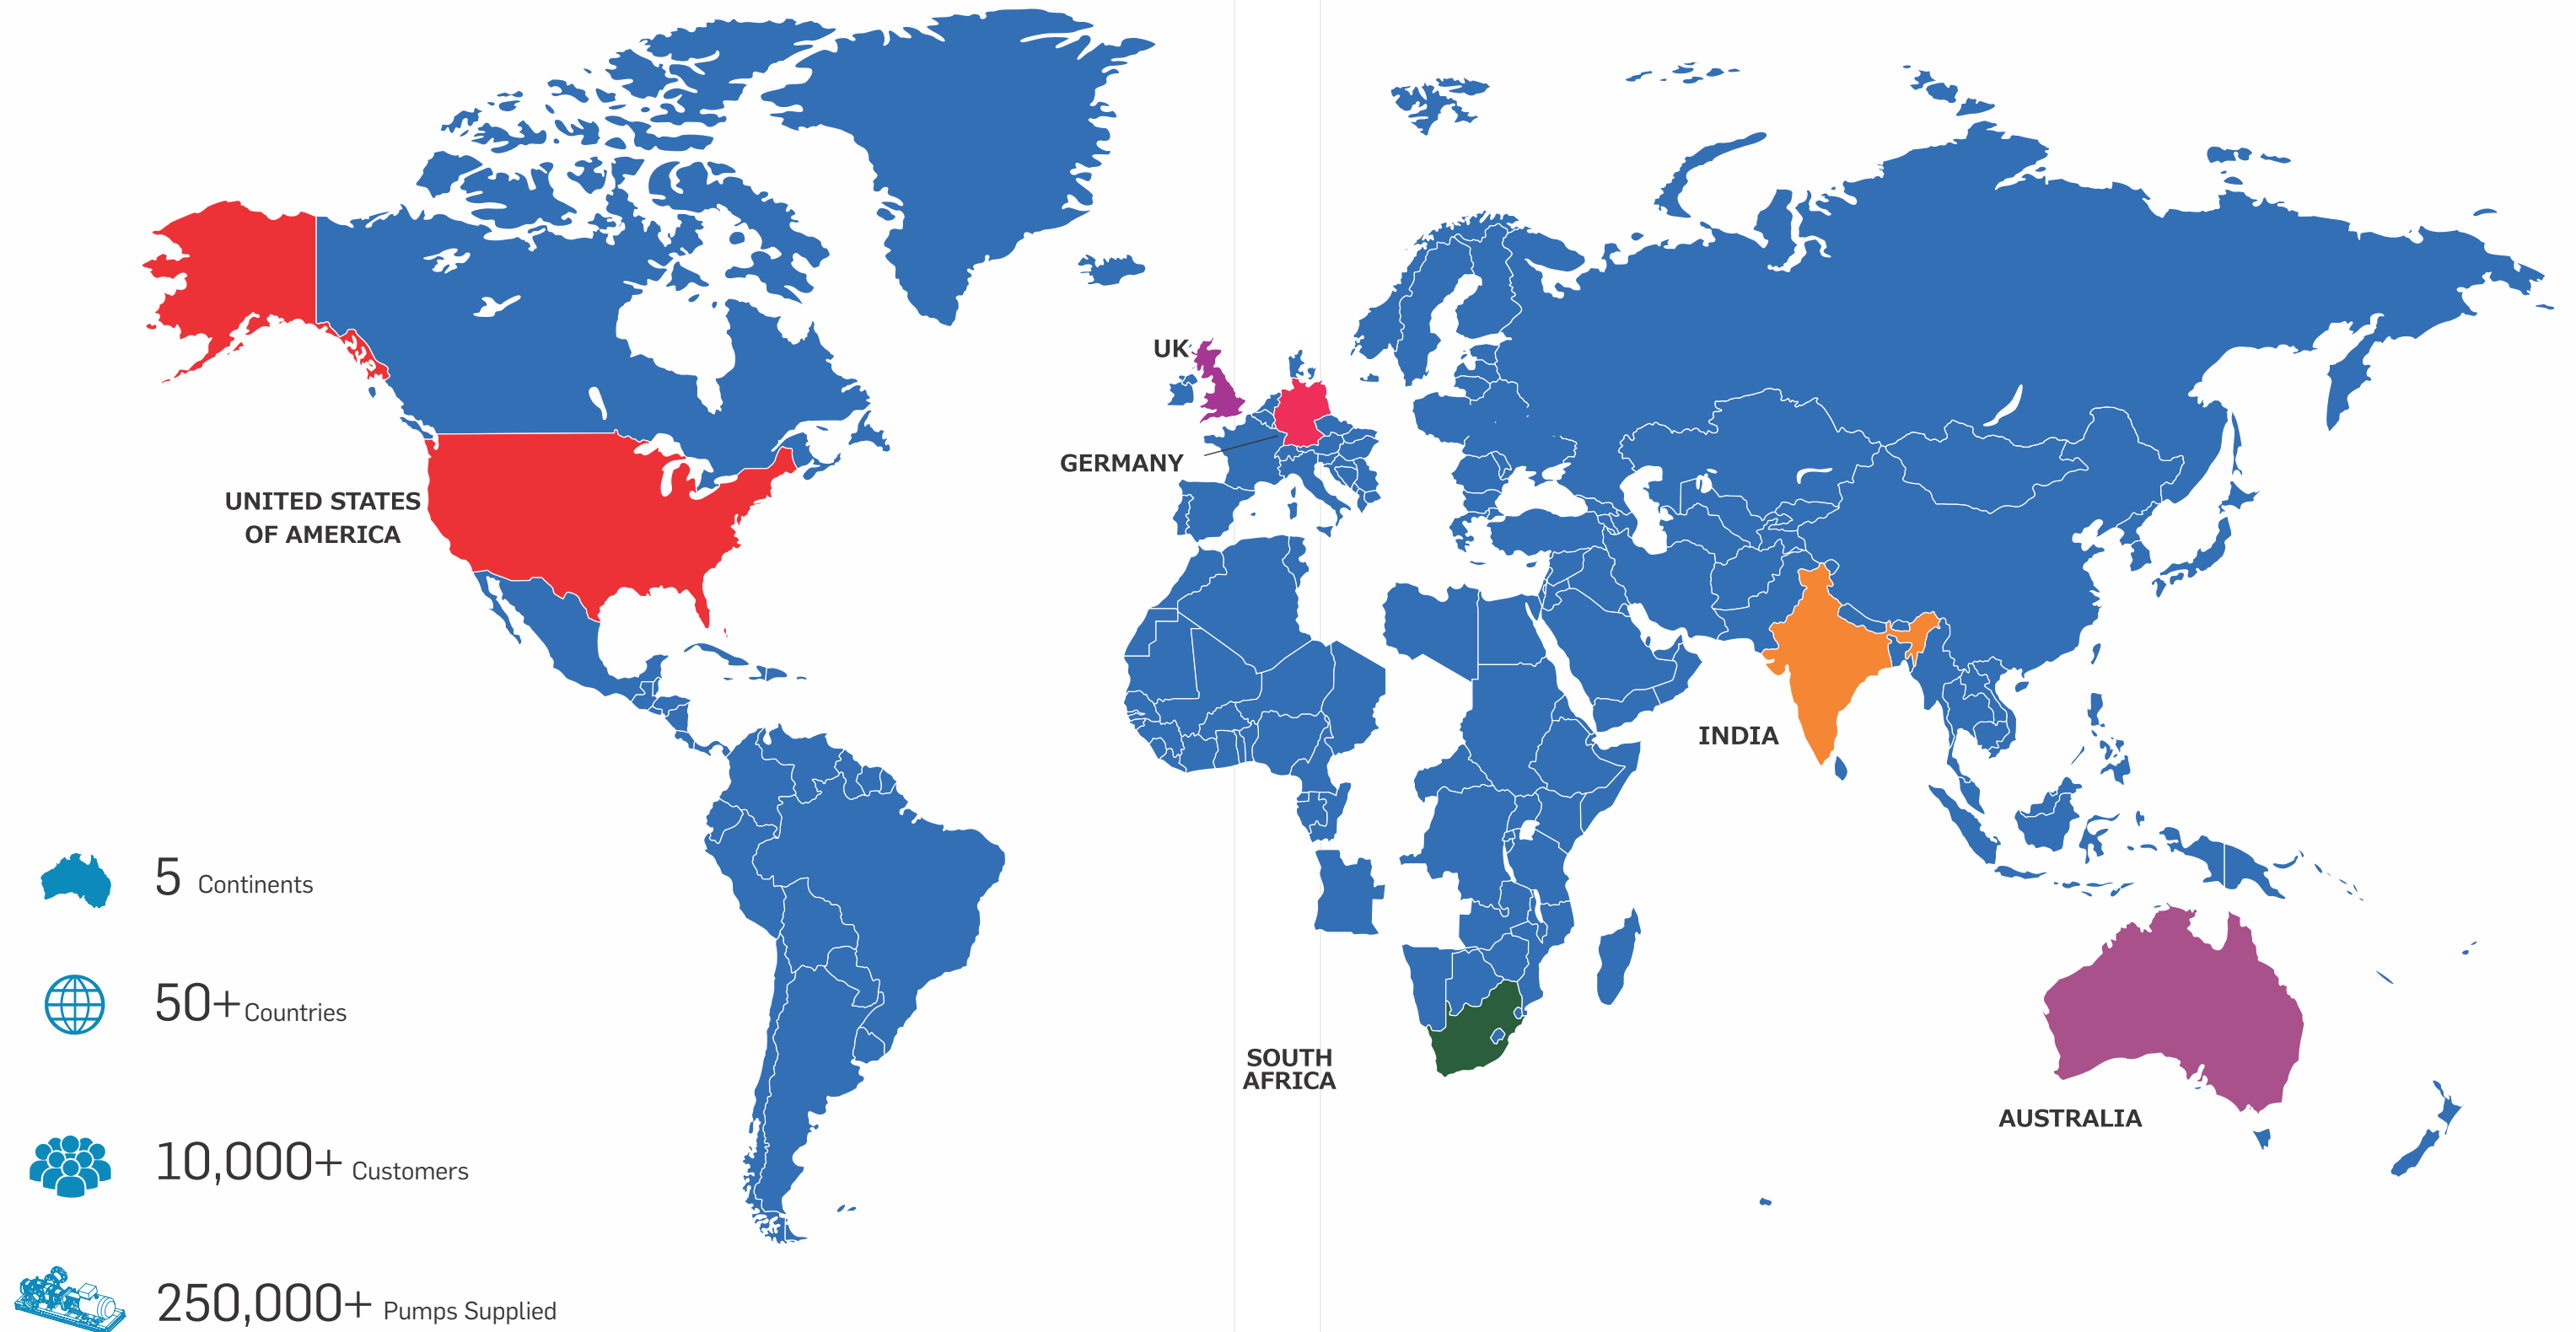 UK
GERMANY
UNITED STATES
OF AMERICA
INDIA
5 Continents
50+ Countries
SOUTH
AFRICA
AUSTRALIA
10,000+ Customers
250,000+ Pumps Supplied